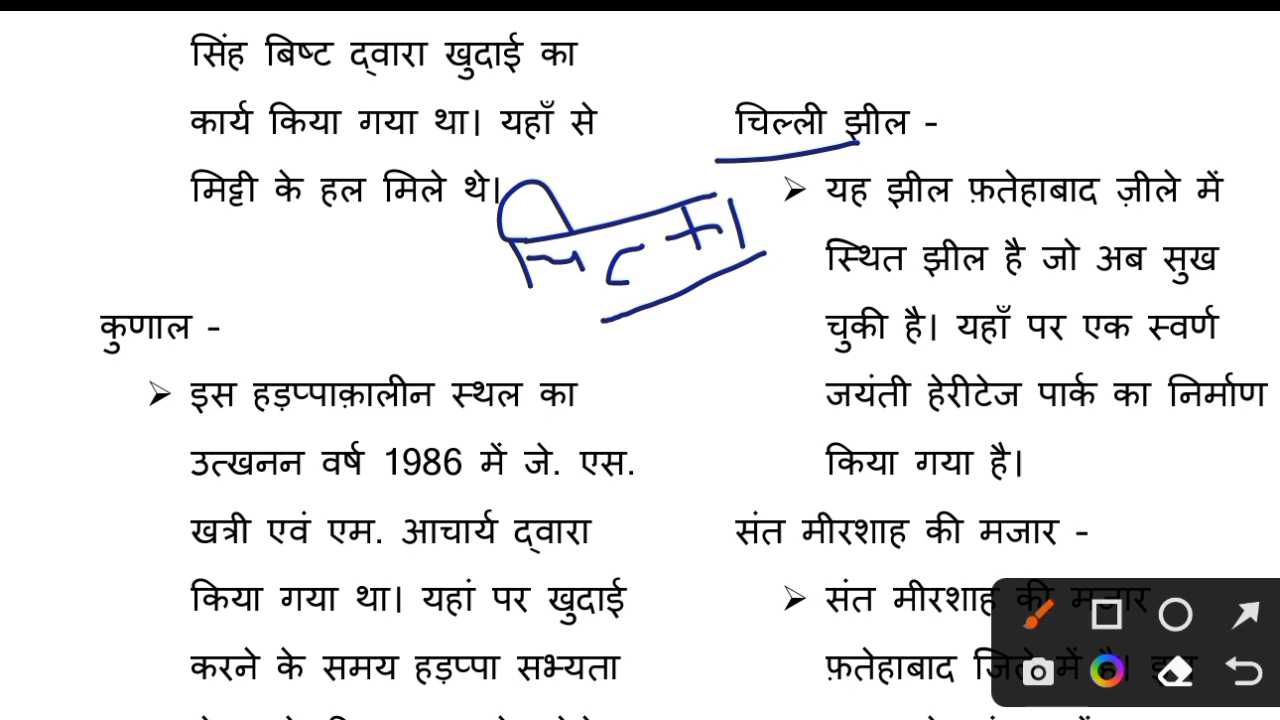 सिंह बिष्ट द्वारा खुदाई का
कार्य किया गया था। यहाँ से
मिट्टी के हल मिले थे।
कुणाल -
➢ इस हड़प्पाक़ालीन स्थल का
उत्खनन वर्ष 1986 में जे. एस.
खत्री एवं एम. आचार्य द्वारा
किया गया था। यहां पर खुदाई
करने के समय हड़प्पा सभ्यता
चिल्ली झील -
➢ यह झील फ़तेहाबाद ज़ीले में
स्थित झील है जो अब सुख
चुकी है। यहाँ पर एक स्वर्ण
जयंती हेरीटेज पार्क का निर्माण
किया गया है।
संत मीरशाह की मजार -
➢ संत मीरशाह की मजार
फ़तेहाबाद जिले में है।